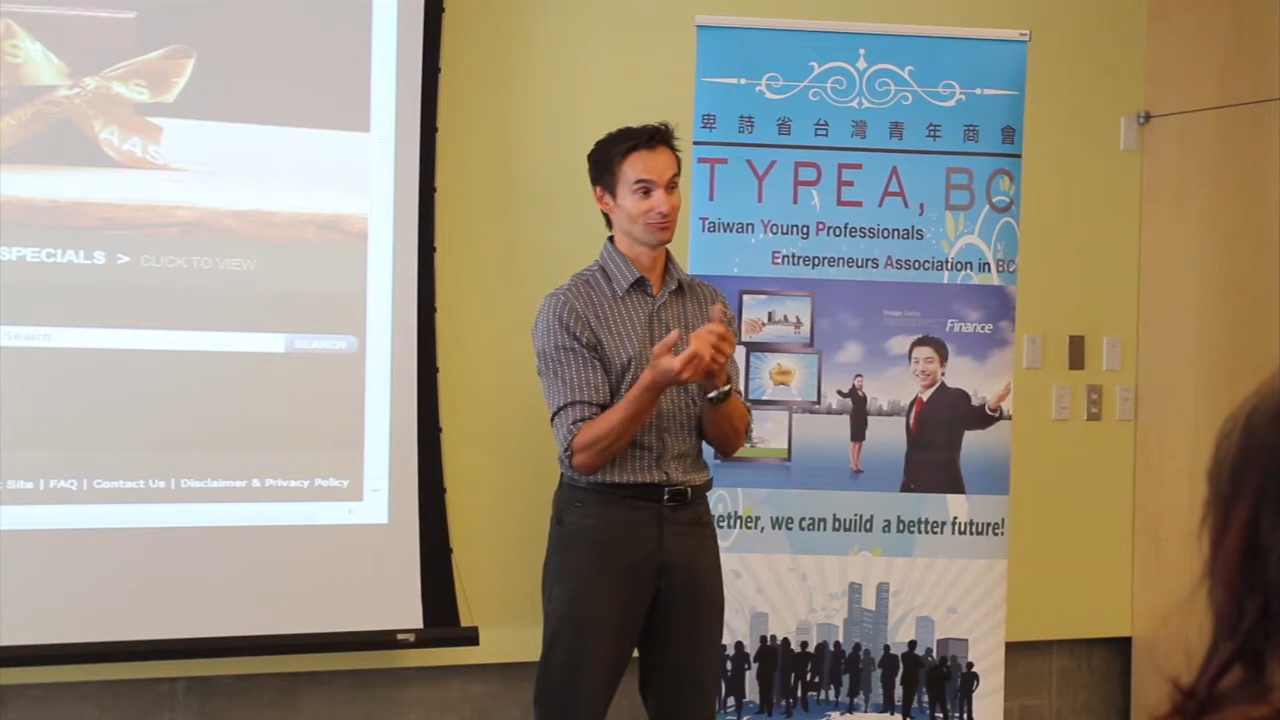 AAS
AAS
SPECIALS > CLICK TO VIEW
Search
SEARCH
Site | FAQ | Contact Us | Disclaimer & Privacy Policy
卑詩省台灣青年商會
TYPEA, BC
Taiwan Young Professionals
Entrepreneurs Association in BC
Finance
ether, we can build a better future!